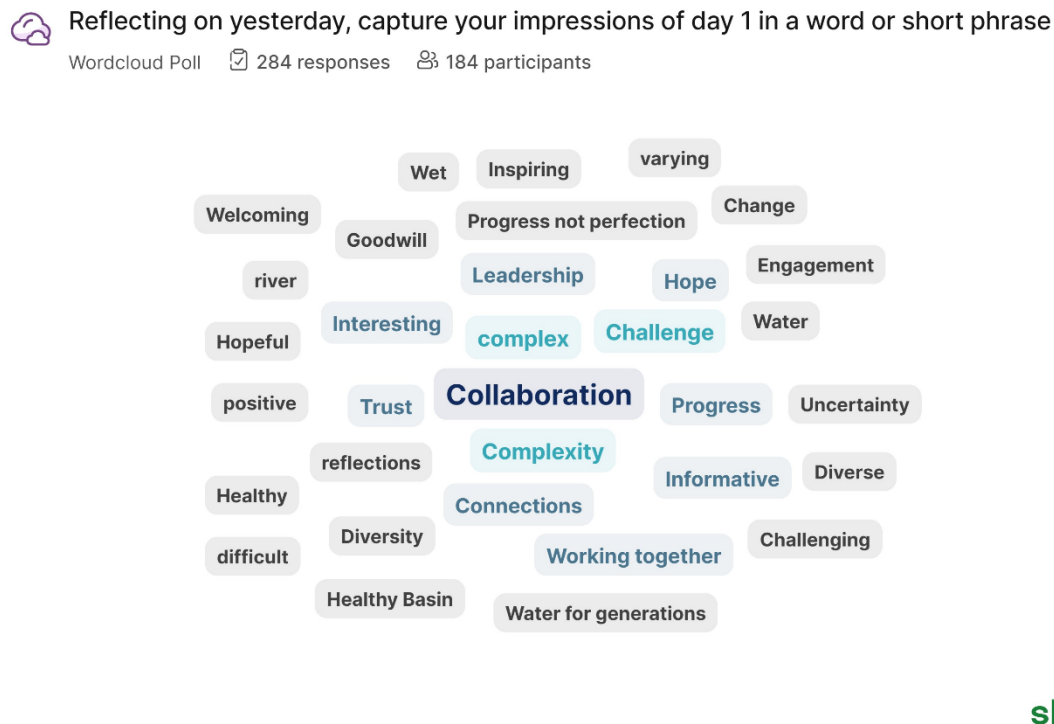 Reflecting on yesterday, capture your impressions of day 1 in a word or short phrase
Wordcloud Poll 284 responses 184 participants
varying
Wet
Inspiring
Change
Welcoming
Progress not perfection
Goodwill
Engagement
Leadership
Hope
river
Water
Interesting
Challenge
complex
Hopeful
Collaboration
positive
Trust
Progress
Uncertainty
Complexity
reflections
Diverse
Informative
Healthy
Connections
Diversity
Challenging
difficult
Working together
Healthy Basin
Water for generations